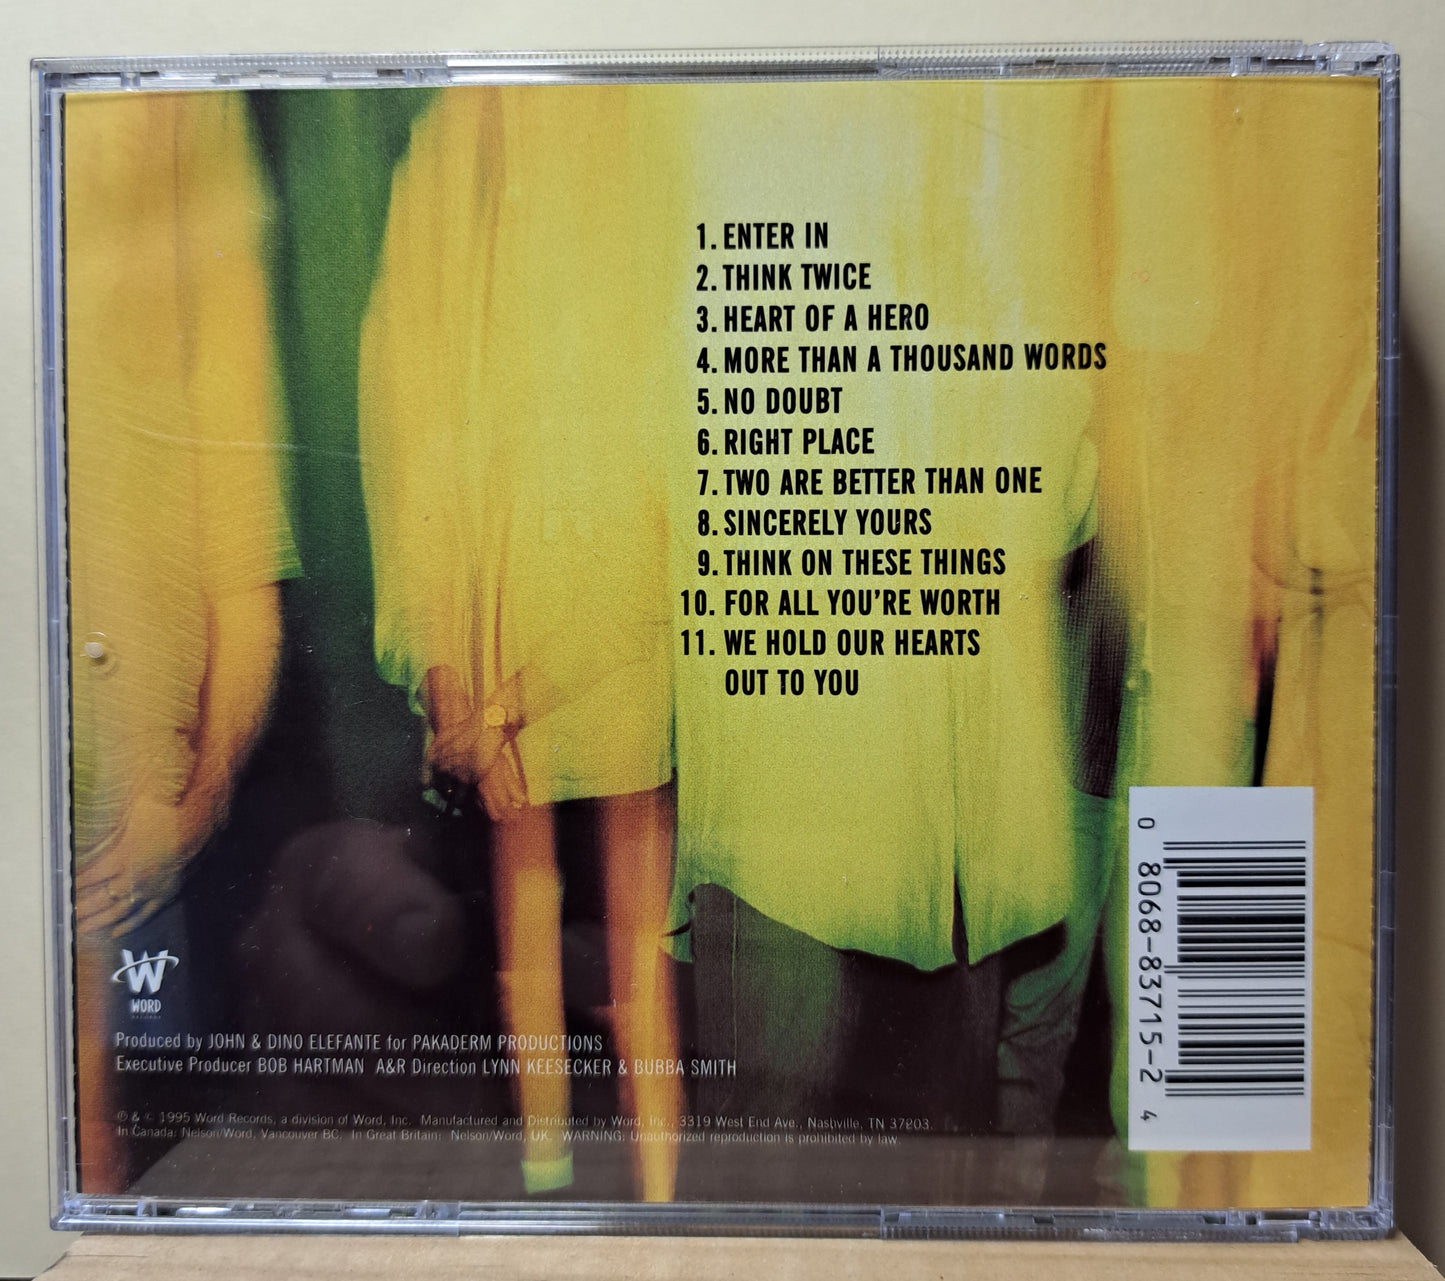 1. ENTER IN
2. THINK TWICE
3. HEART OF A HERO
4. MORE THAN A THOUSAND WORDS
5. NO DOUBT
6. RIGHT PLACE
7. TWO ARE BETTER THAN ONE
8. SINCERELY YOURS
9. THINK ON THESE THINGS
10. FOR ALL YOU'RE WORTH
11. WE HOLD OUR HEARTS
OUT TO YOU
0 8068-83715-2 4
W
WORD
RECORDS
Produced by JOHN & DINO ELEFANTE for PAKADERM PRODUCTIONS
Executive Producer BOB HARTMAN A&R Direction LYNN KEESECKER & BUBBA SMITH
℗ & © 1995 Word Records, a division of Word, Inc. Manufactured and Distributed by Word, Inc., 3319 West End Ave., Nashville, TN 37203.
In Canada: Nelson/Word, Vancouver BC. In Great Britain: Nelson/Word, UK. WARNING: Unauthorized reproduction is prohibited by law.